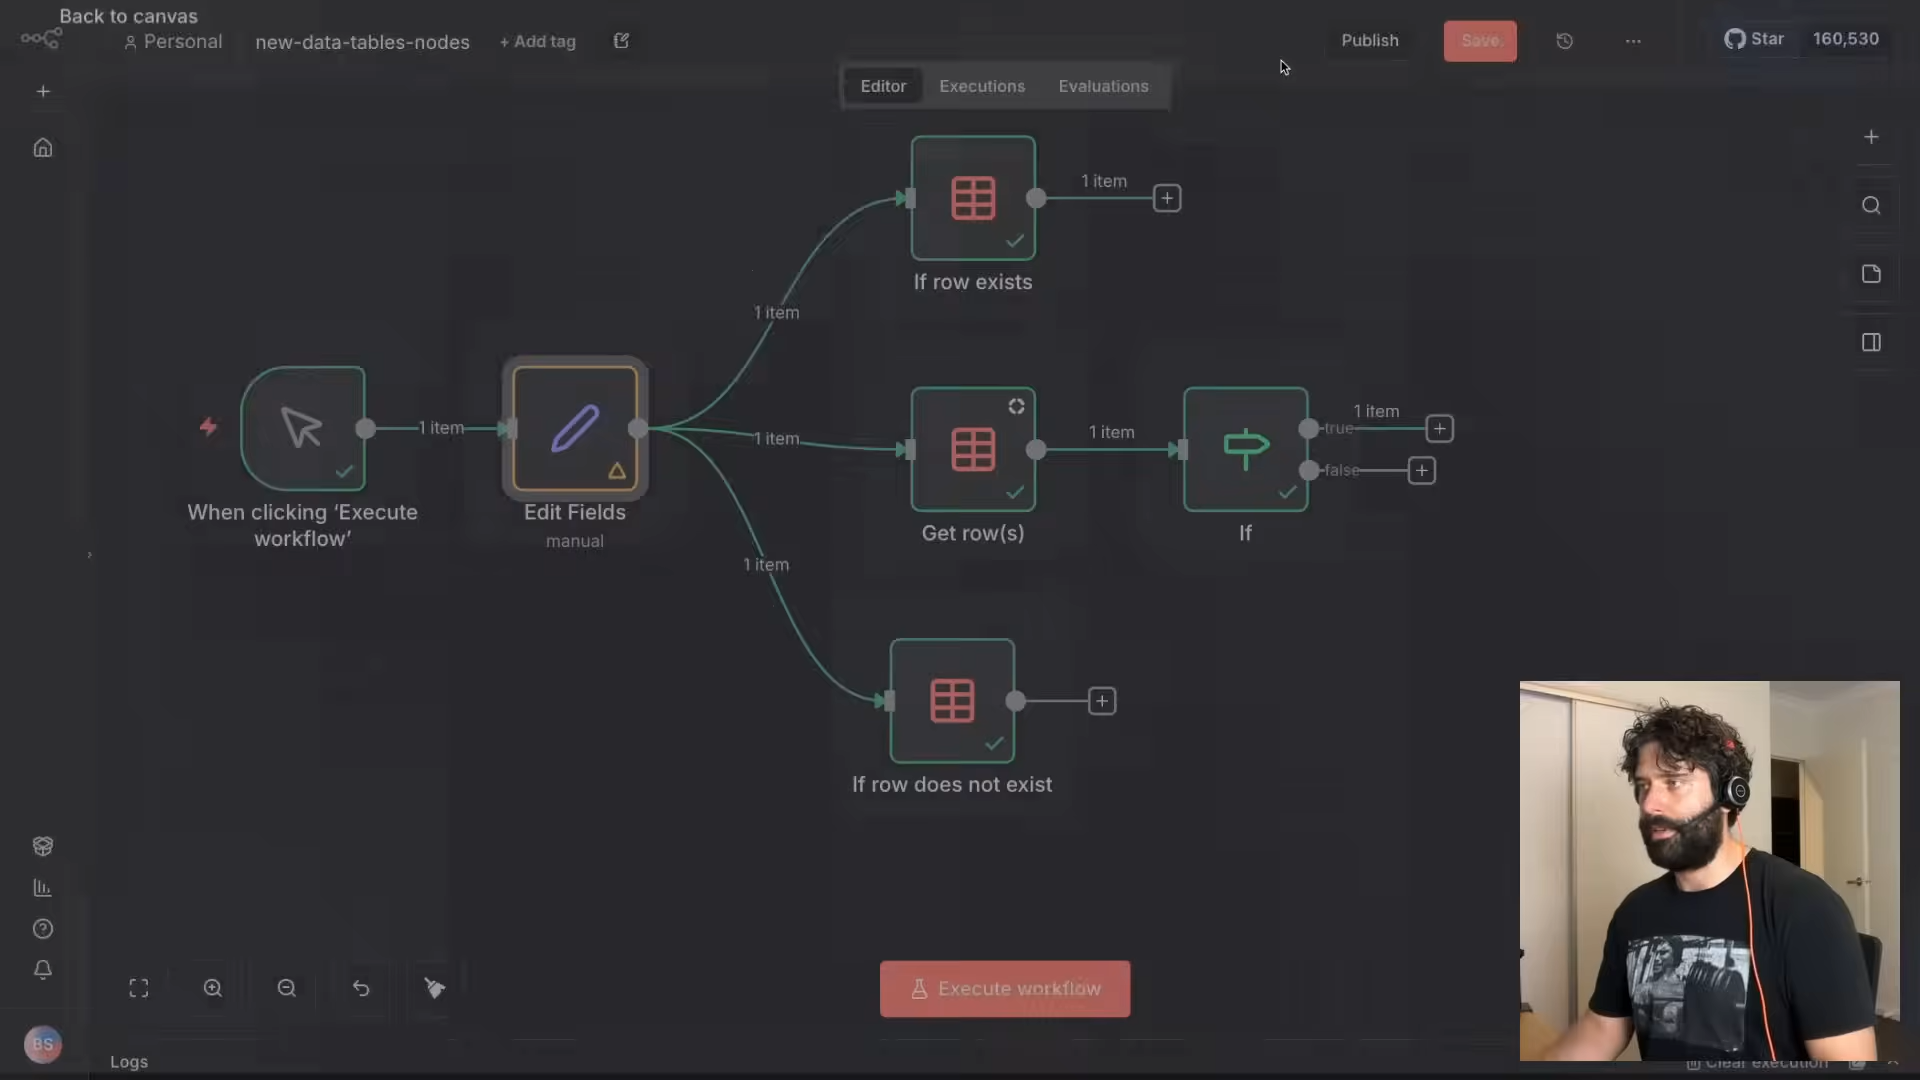 Back to canvas
Personal
new-data-tables-nodes
+ Add tag
Publish
Save
Star
160,530
Editor
Executions
Evaluations
1 item
If row exists
1 item
1 item
1 item
1 item
1 item
true
false
When clicking ‘Execute
workflow’
Edit Fields
manual
Get row(s)
If
1 item
If row does not exist
Execute workflow
BS
Logs
Clear execution